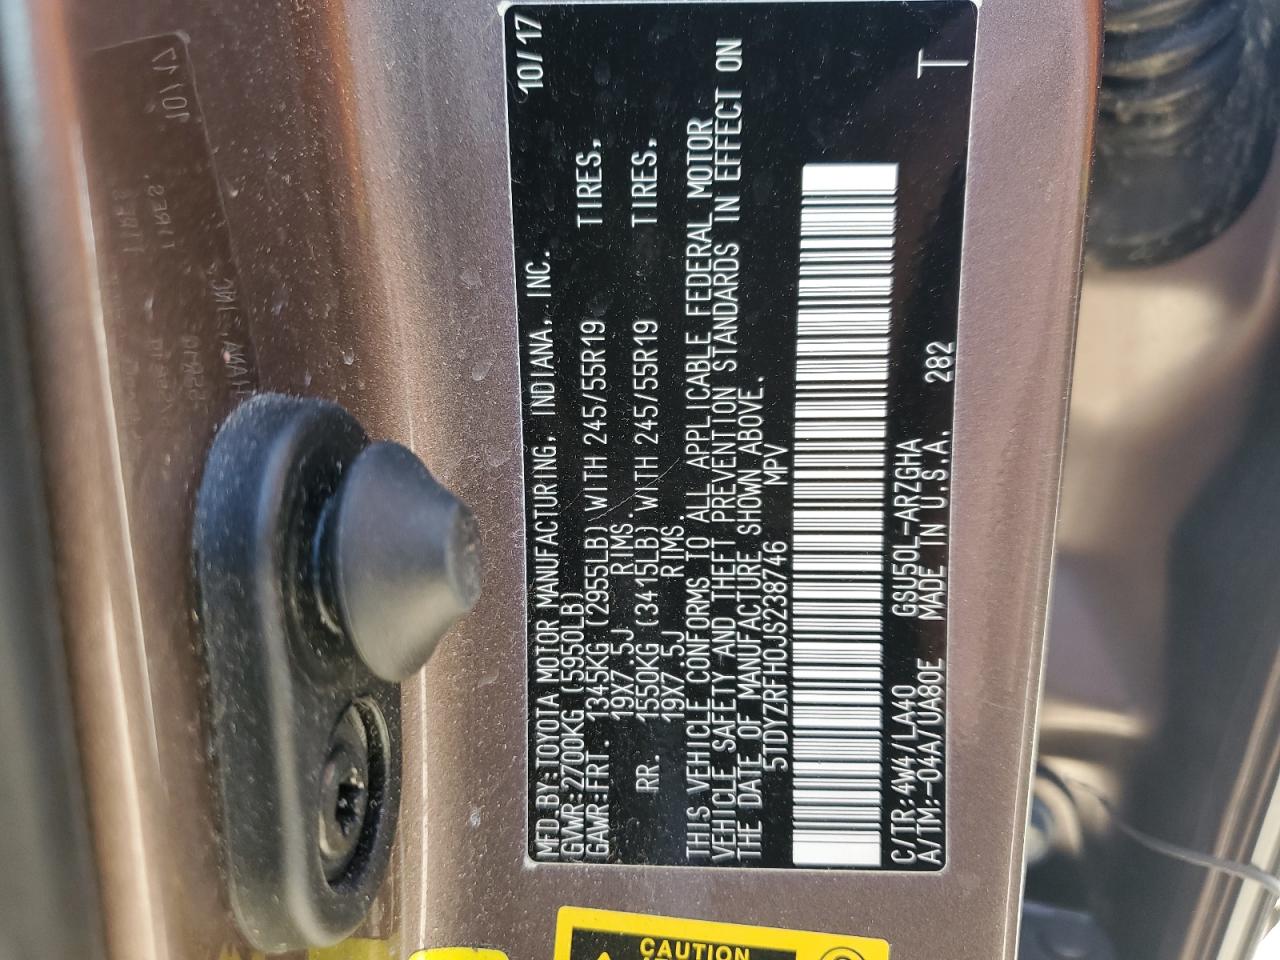 MFD BY:TOYOTA MOTOR MANUFACTURING, INDIANA, INC. 10/17
GVWR:2700KG (5950LB)
GAWR:FRT. 1345KG (2955LB) WITH 245/55R19 TIRES,
19X7.5J RIMS.
RR. 1550KG (3415LB) WITH 245/55R19 TIRES,
19X7.5J RIMS.
THIS VEHICLE CONFORMS TO ALL APPLICABLE FEDERAL MOTOR
VEHICLE SAFETY AND THEFT PREVENTION STANDARDS IN EFFECT ON
THE DATE OF MANUFACTURE SHOWN ABOVE.
5TDYZRFH0JS238746 MPV
C/TR:4W4/LA40 GSU50L-ARZGHA
A/TM:-04A/UA80E MADE IN U.S.A. 282 T
CAUTION